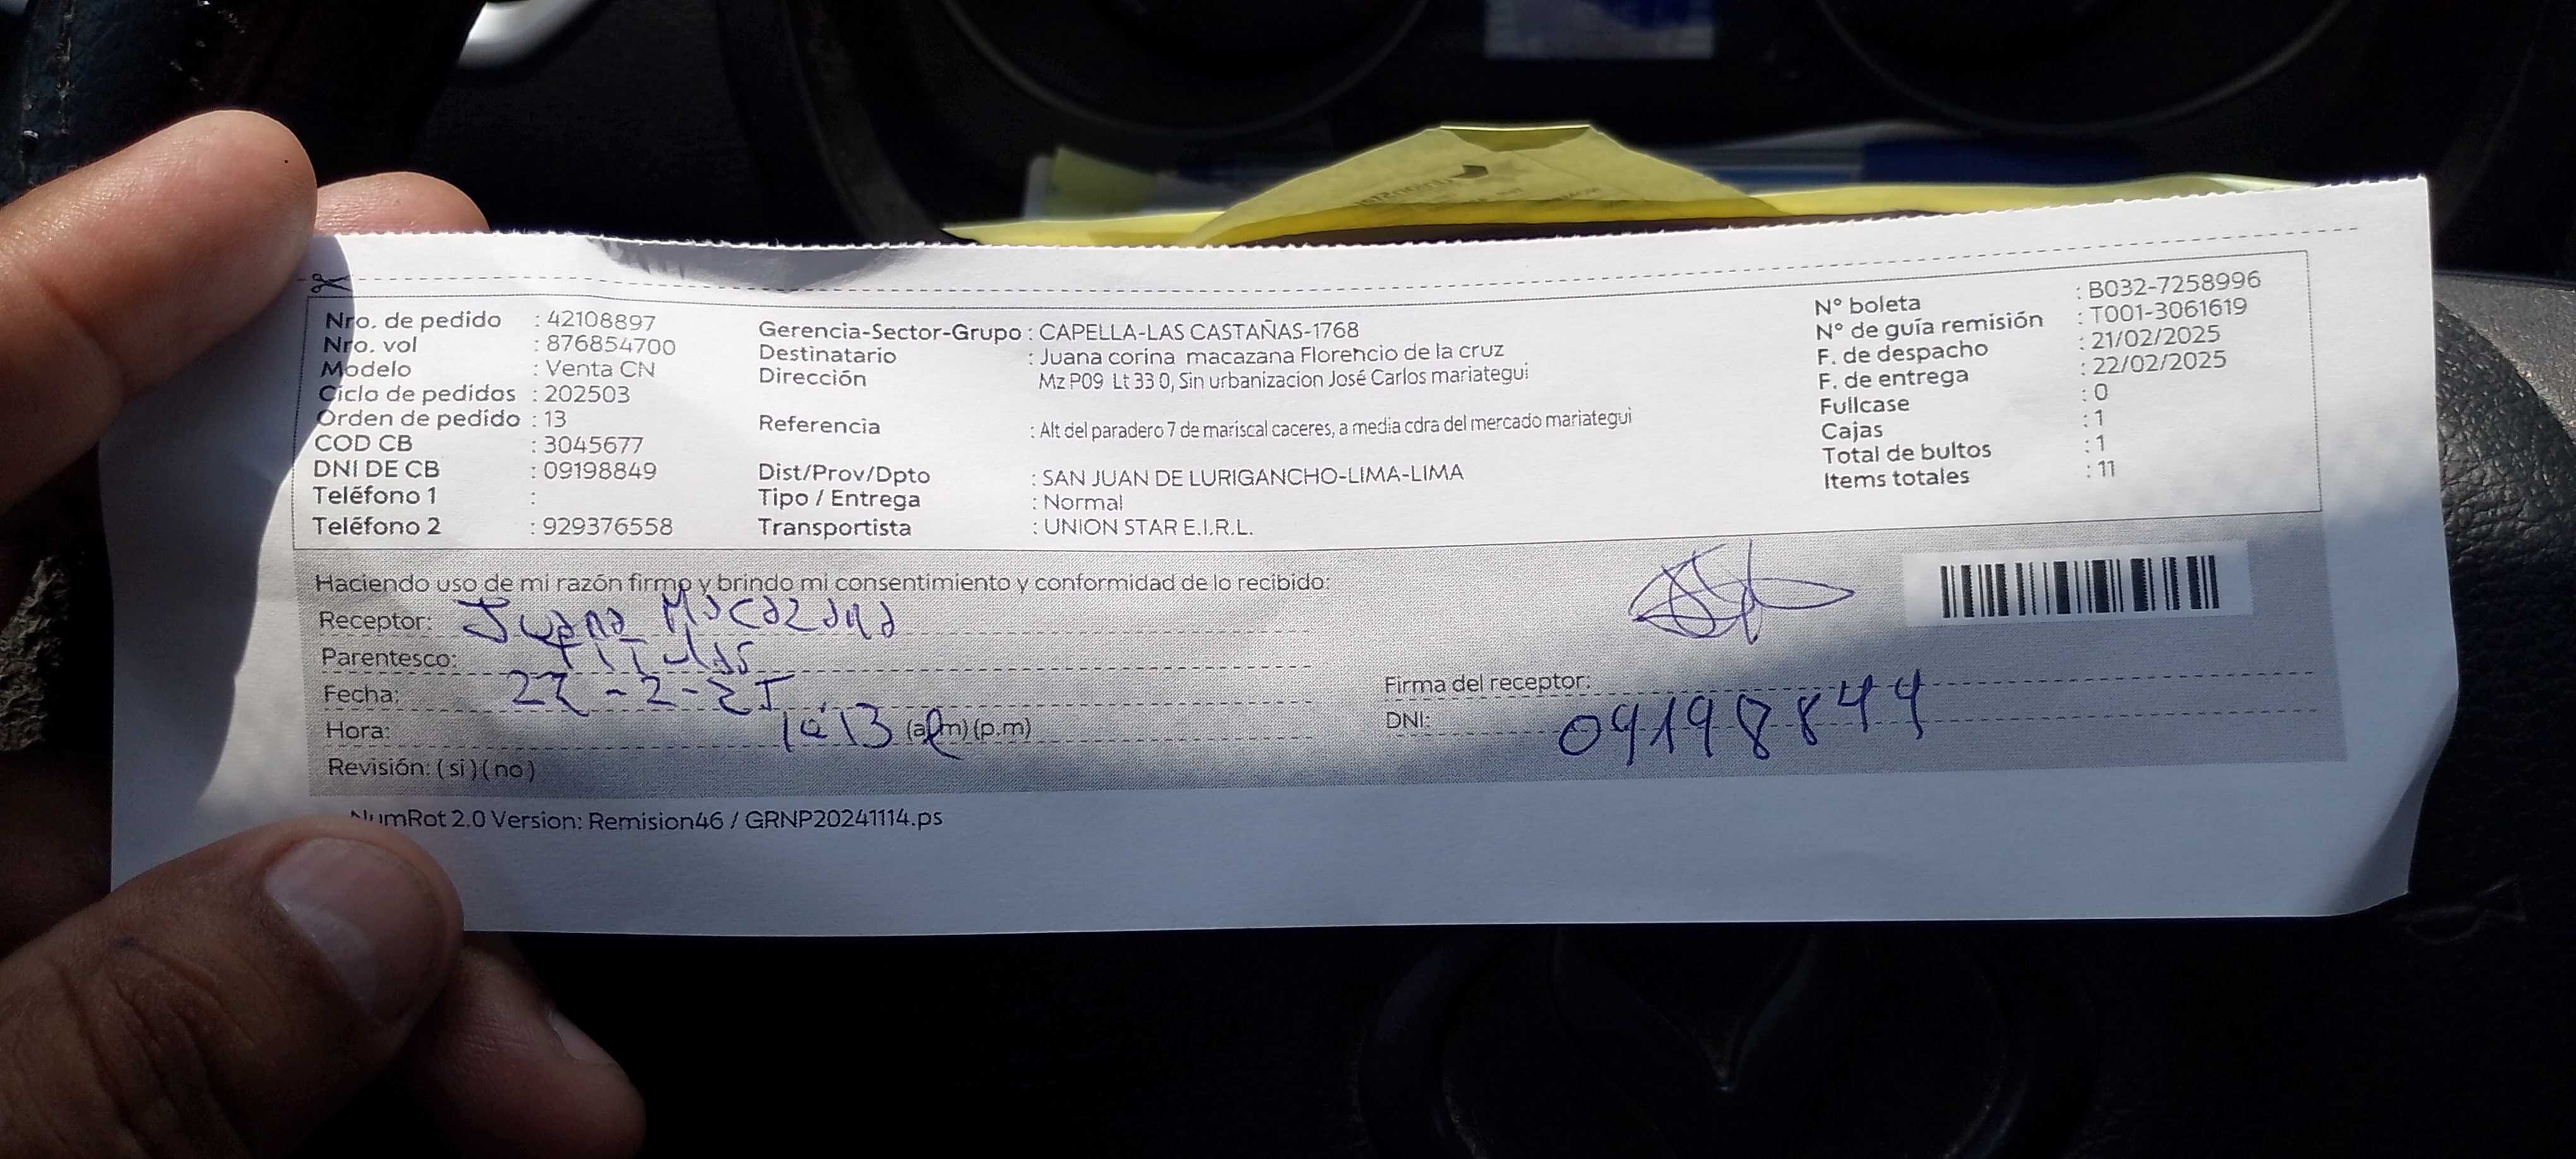 Nro. de pedido : 42108897
Nro. vol : 876854700
Modelo : Venta CN
Ciclo de pedidos : 202503
Orden de pedido : 13
COD CB : 3045677
DNI DE CB : 09198849
Teléfono 1 :
Teléfono 2 : 929376558
Gerencia-Sector-Grupo : CAPELLA-LAS CASTAÑAS-1768
Destinatario : Juana corina macazana Florencio de la cruz
Dirección Mz P09 Lt 33 0, Sin urbanizacion José Carlos mariategui
Referencia : Alt del paradero 7 de mariscal caceres, a media cdra del mercado mariategui
Dist/Prov/Dpto : SAN JUAN DE LURIGANCHO-LIMA-LIMA
Tipo / Entrega : Normal
Transportista : UNION STAR E.I.R.L.
N° boleta : B032-7258996
N° de guía remisión : T001-3061619
F. de despacho : 21/02/2025
F. de entrega : 22/02/2025
Fullcase : 0
Cajas : 1
Total de bultos : 1
Items totales : 11
Haciendo uso de mi razón firmo y brindo mi consentimiento y conformidad de lo recibido:
Receptor: Juana Macazana
Parentesco: Titular
Fecha: 22-2-25
Hora: 10:13 (a.m) (p.m)
Revisión: ( si ) ( no )
Firma del receptor:
DNI: 09198849
NumRot 2.0 Version: Remision46 / GRNP20241114.ps